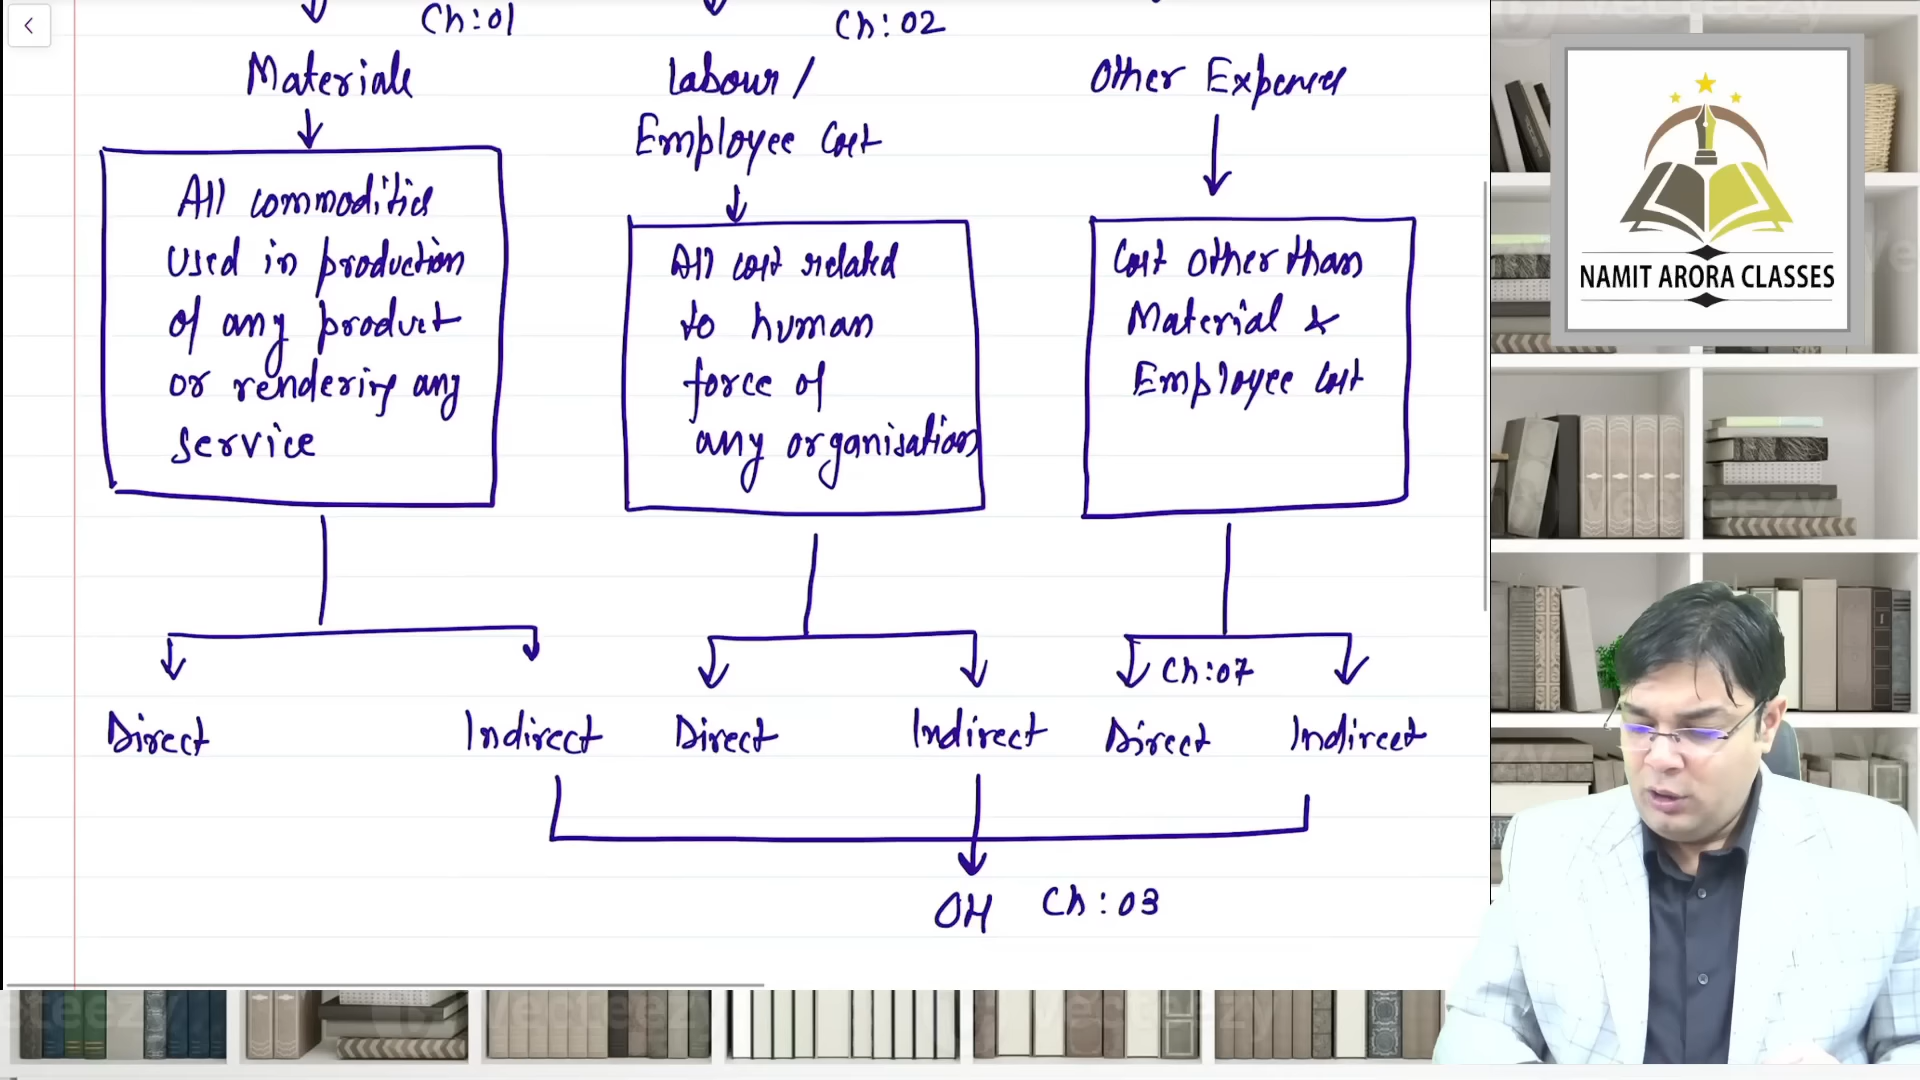 Ch:01
Ch:02
Materials
Labour /
Employee Cost
Other Expenses
All commodities
used in production
of any product
or rendering any
service
All cost related
to human
force of
any organisation
Cost other than
Material &
Employee Cost
Direct
Indirect
Direct
Indirect
Ch:07
Direct
Indirect
OH Ch:03
NAMIT ARORA CLASSES
vecteezy